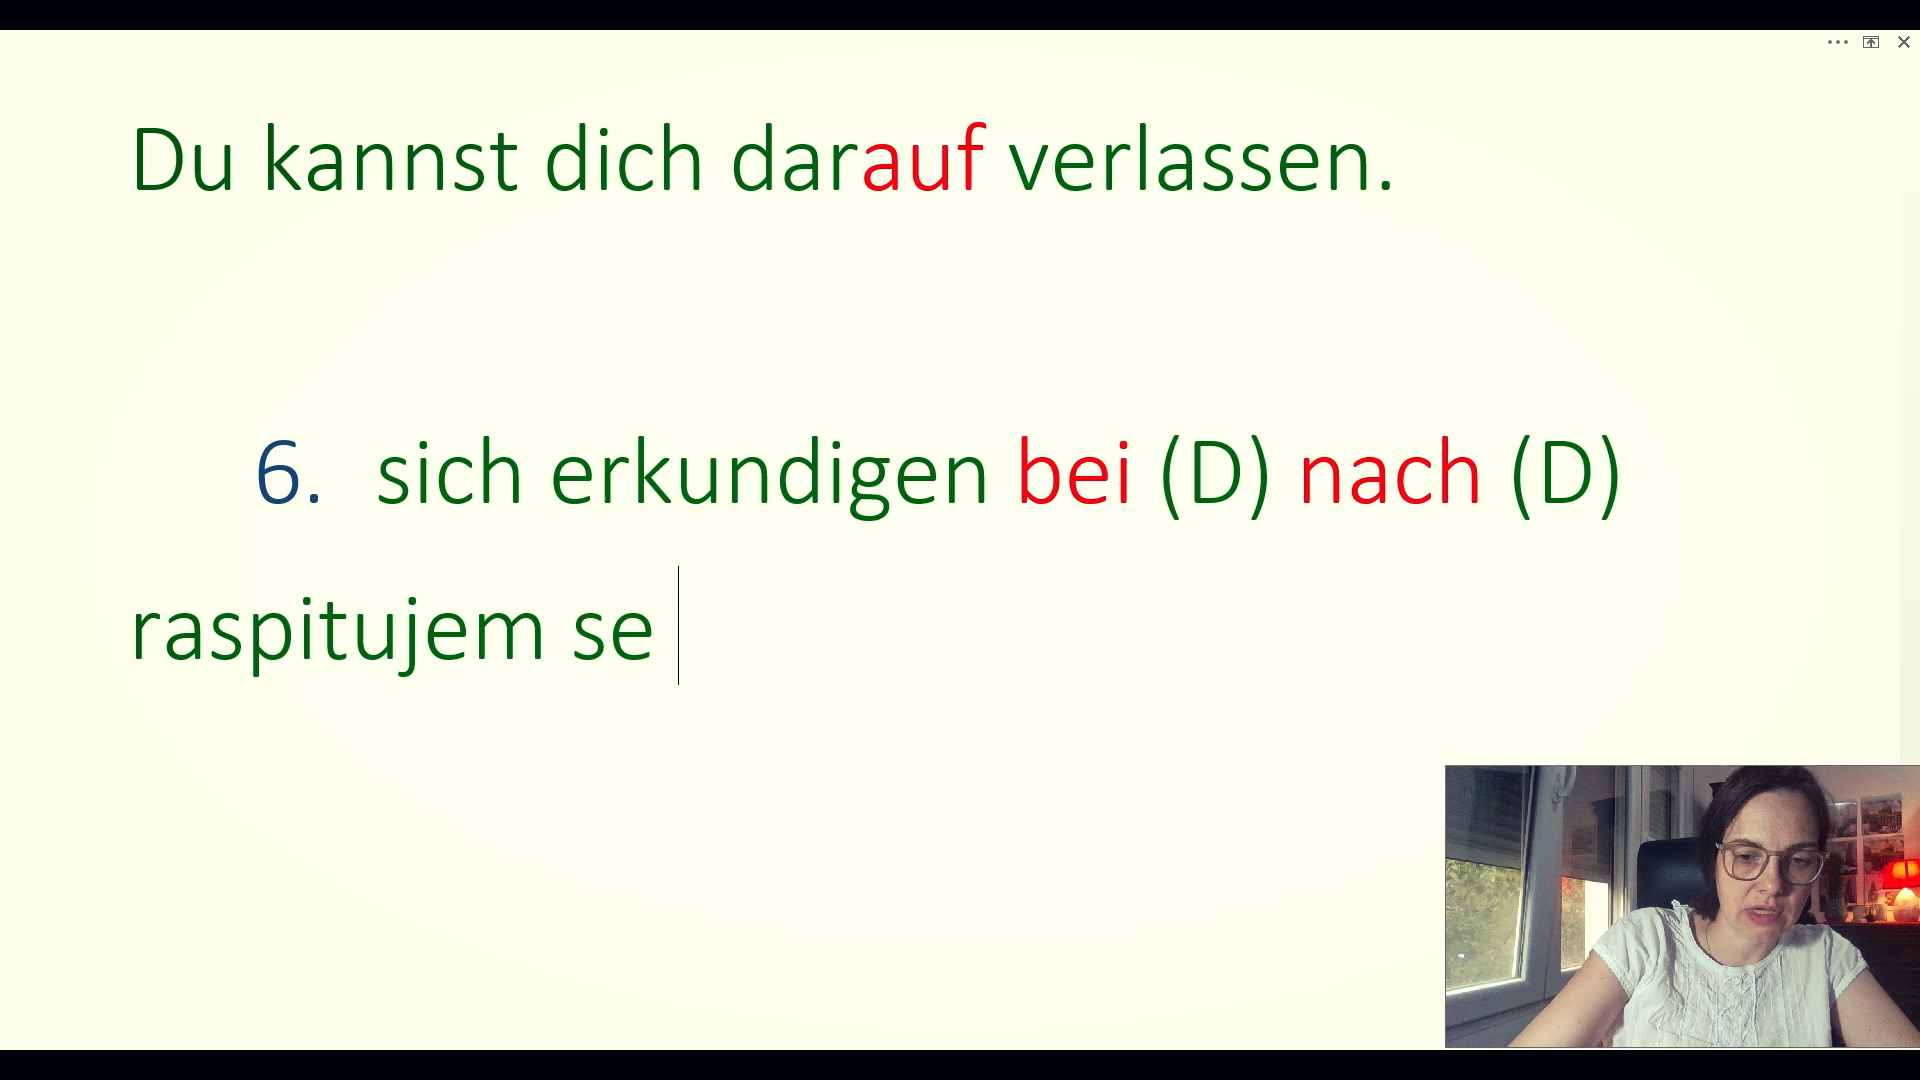 Du kannst dich darauf verlassen.
6. sich erkundigen bei (D) nach (D)
raspitujem se